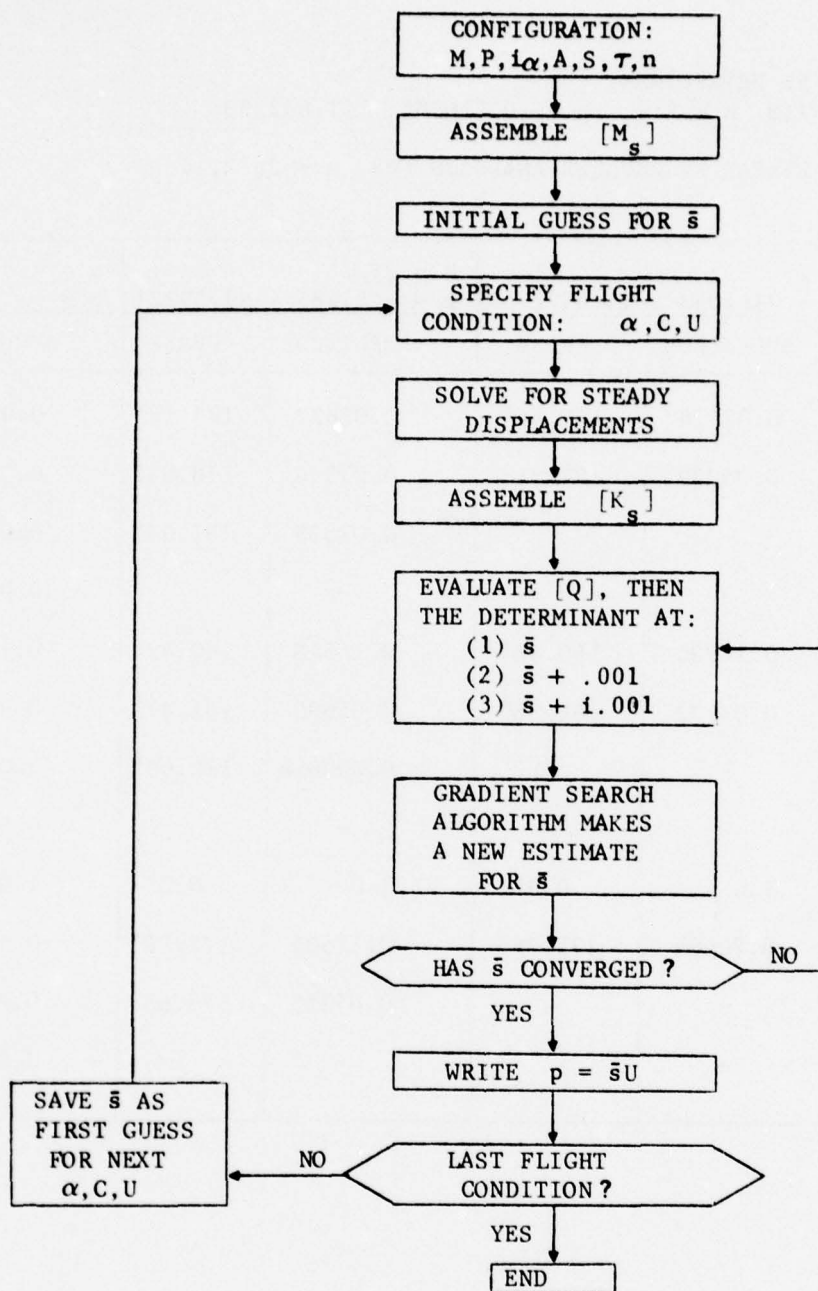 CONFIGURATION:
M,P,iα,A,S,τ,n
ASSEMBLE [Ms]
INITIAL GUESS FOR s̄
SPECIFY FLIGHT
CONDITION: α,C,U
SOLVE FOR STEADY
DISPLACEMENTS
ASSEMBLE [Ks]
EVALUATE [Q], THEN
THE DETERMINANT AT:
(1) s̄
(2) s̄ + .001
(3) s̄ + i.001
GRADIENT SEARCH
ALGORITHM MAKES
A NEW ESTIMATE
FOR s̄
HAS s̄ CONVERGED?
NO
YES
WRITE p = s̄U
SAVE s̄ AS
FIRST GUESS
FOR NEXT
α,C,U
NO
LAST FLIGHT
CONDITION?
YES
END